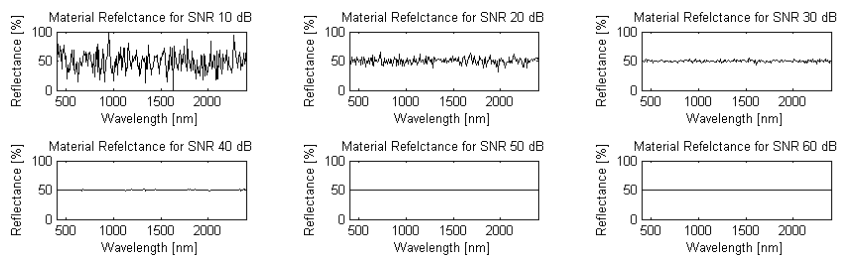 Material Refelctance for SNR 10 dB
Reflectance [%]
100
50
0
500 1000 1500 2000
Wavelength [nm]
Material Refelctance for SNR 20 dB
Reflectance [%]
100
50
0
500 1000 1500 2000
Wavelength [nm]
Material Refelctance for SNR 30 dB
Reflectance [%]
100
50
0
500 1000 1500 2000
Wavelength [nm]
Material Refelctance for SNR 40 dB
Reflectance [%]
100
50
0
500 1000 1500 2000
Wavelength [nm]
Material Refelctance for SNR 50 dB
Reflectance [%]
100
50
0
500 1000 1500 2000
Wavelength [nm]
Material Refelctance for SNR 60 dB
Reflectance [%]
100
50
0
500 1000 1500 2000
Wavelength [nm]